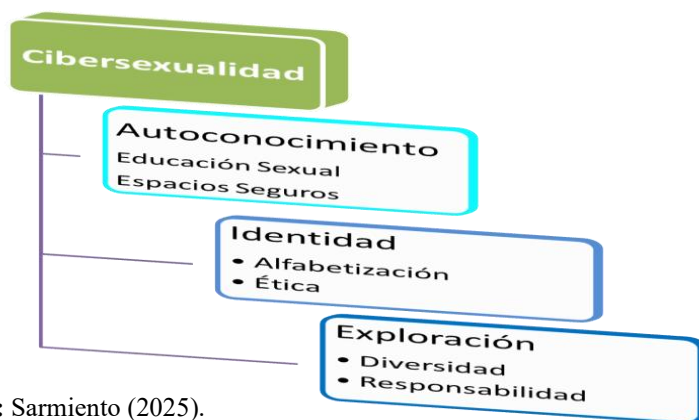 Cibersexualidad
Autoconocimiento
Educación Sexual
Espacios Seguros
Identidad
• Alfabetización
• Ética
Exploración
• Diversidad
• Responsabilidad
: Sarmiento (2025).